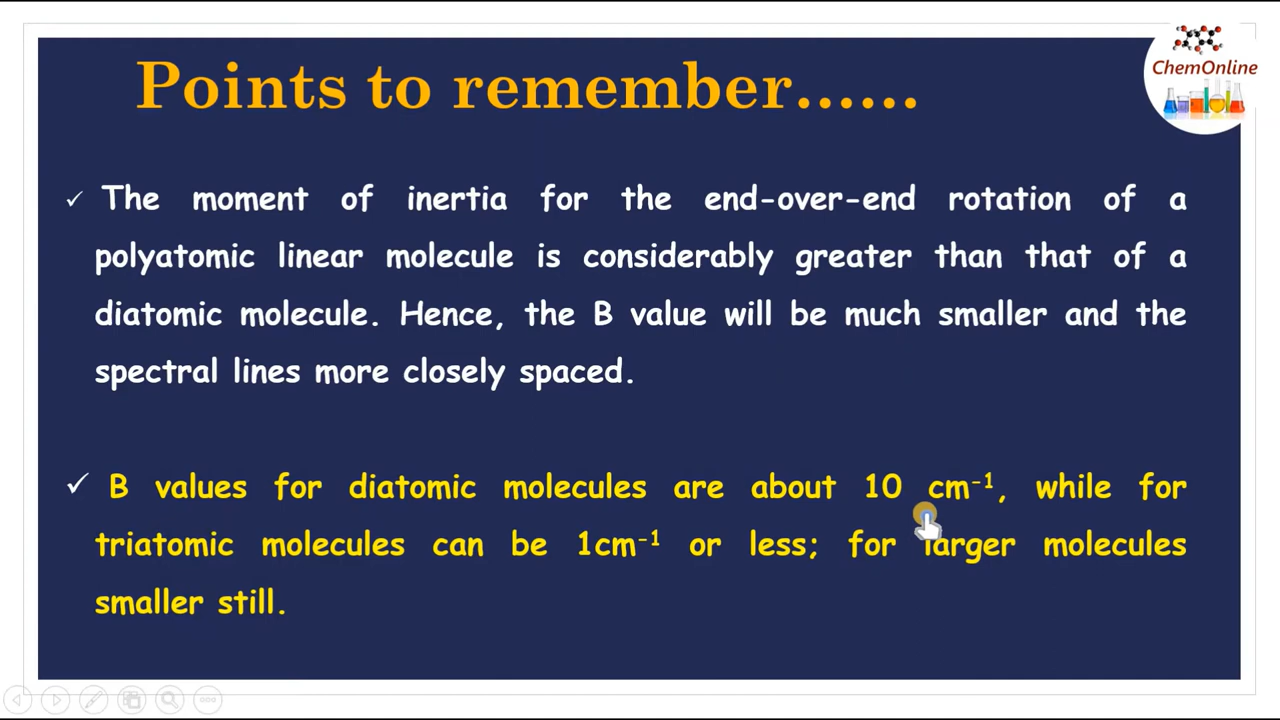 Points to remember......
ChemOnline
✓ The moment of inertia for the end-over-end rotation of a
polyatomic linear molecule is considerably greater than that of a
diatomic molecule. Hence, the B value will be much smaller and the
spectral lines more closely spaced.
✓ B values for diatomic molecules are about 10 cm⁻¹, while for
triatomic molecules can be 1cm⁻¹ or less; for larger molecules
smaller still.